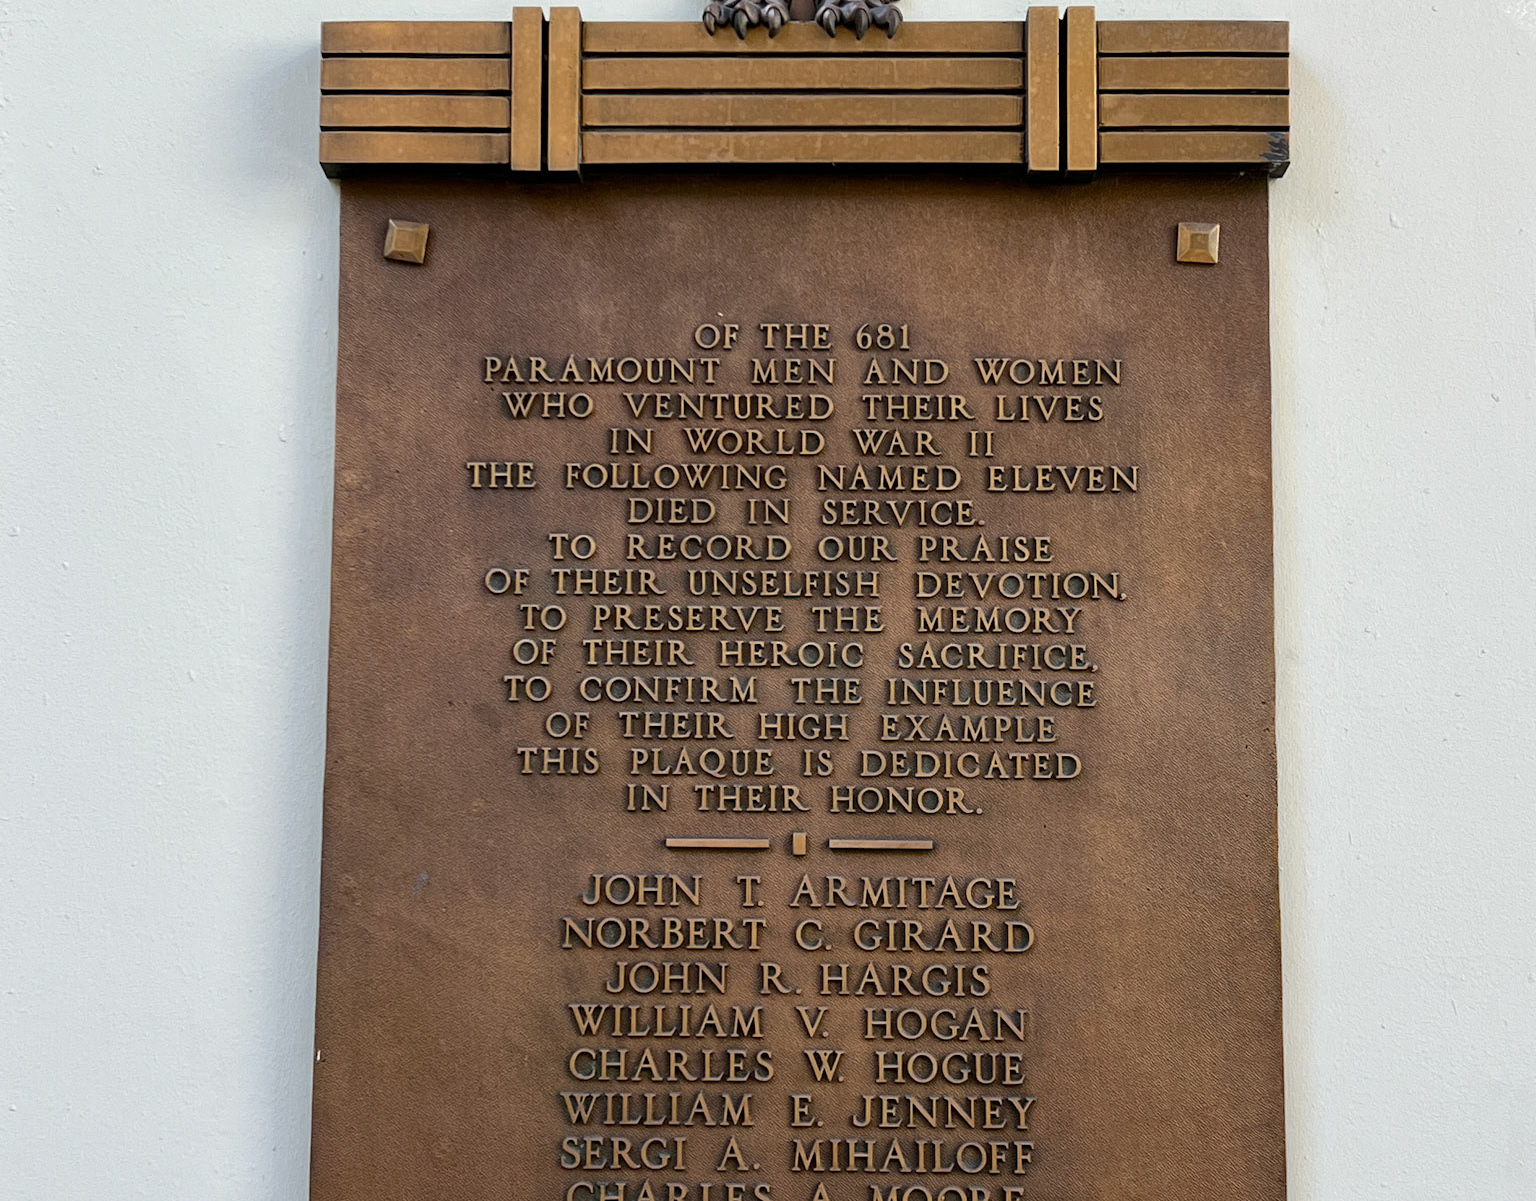 OF THE 681
PARAMOUNT MEN AND WOMEN
WHO VENTURED THEIR LIVES
IN WORLD WAR II
THE FOLLOWING NAMED ELEVEN
DIED IN SERVICE.
TO RECORD OUR PRAISE
OF THEIR UNSELFISH DEVOTION,
TO PRESERVE THE MEMORY
OF THEIR HEROIC SACRIFICE,
TO CONFIRM THE INFLUENCE
OF THEIR HIGH EXAMPLE
THIS PLAQUE IS DEDICATED
IN THEIR HONOR.
JOHN T. ARMITAGE
NORBERT C. GIRARD
JOHN R. HARGIS
WILLIAM V. HOGAN
CHARLES W. HOGUE
WILLIAM E. JENNEY
SERGI A. MIHAILOFF
CHARLES A. MOORE